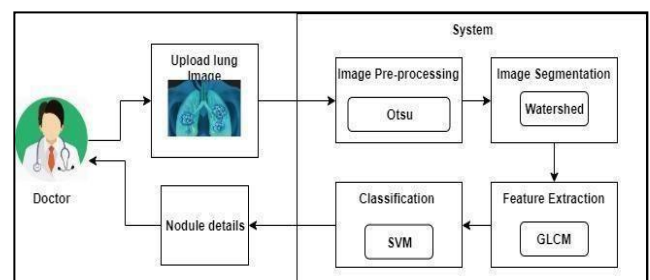 System
Upload lung
Image
Image Pre-processing
Otsu
Image Segmentation
Watershed
Doctor
Nodule details
Classification
SVM
Feature Extraction
GLCM